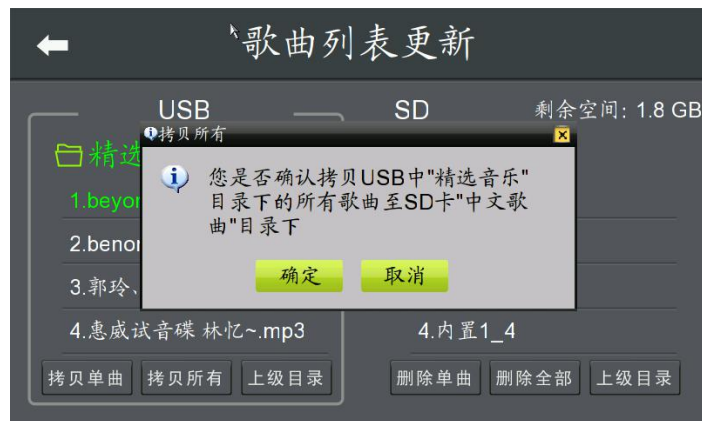 歌曲列表更新
USB
SD
剩余空间: 1.8 GB
拷贝所有
精选
您是否确认拷贝USB中"精选音乐"
目录下的所有歌曲至SD卡"中文歌
曲"目录下
确定
取消
1.beyon
2.benon
3.郭玲、
4.惠威试音碟 林忆~.mp3
4.内置1_4
拷贝单曲
拷贝所有
上级目录
删除单曲
删除全部
上级目录